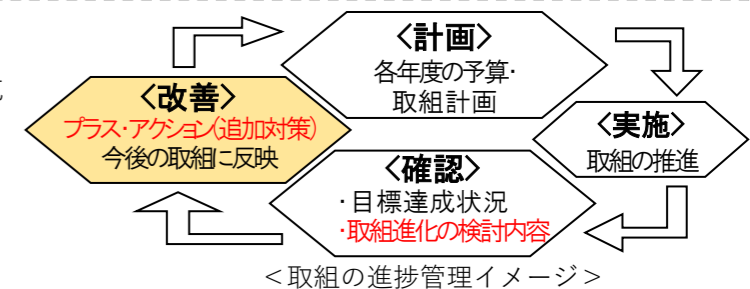 <計画>
各年度の予算・
取組計画
<実施>
取組の推進
<確認>
・目標達成状況
・取組進化の検討内容
<改善>
プラス・アクション(追加対策)
今後の取組に反映
<取組の進捗管理イメージ>